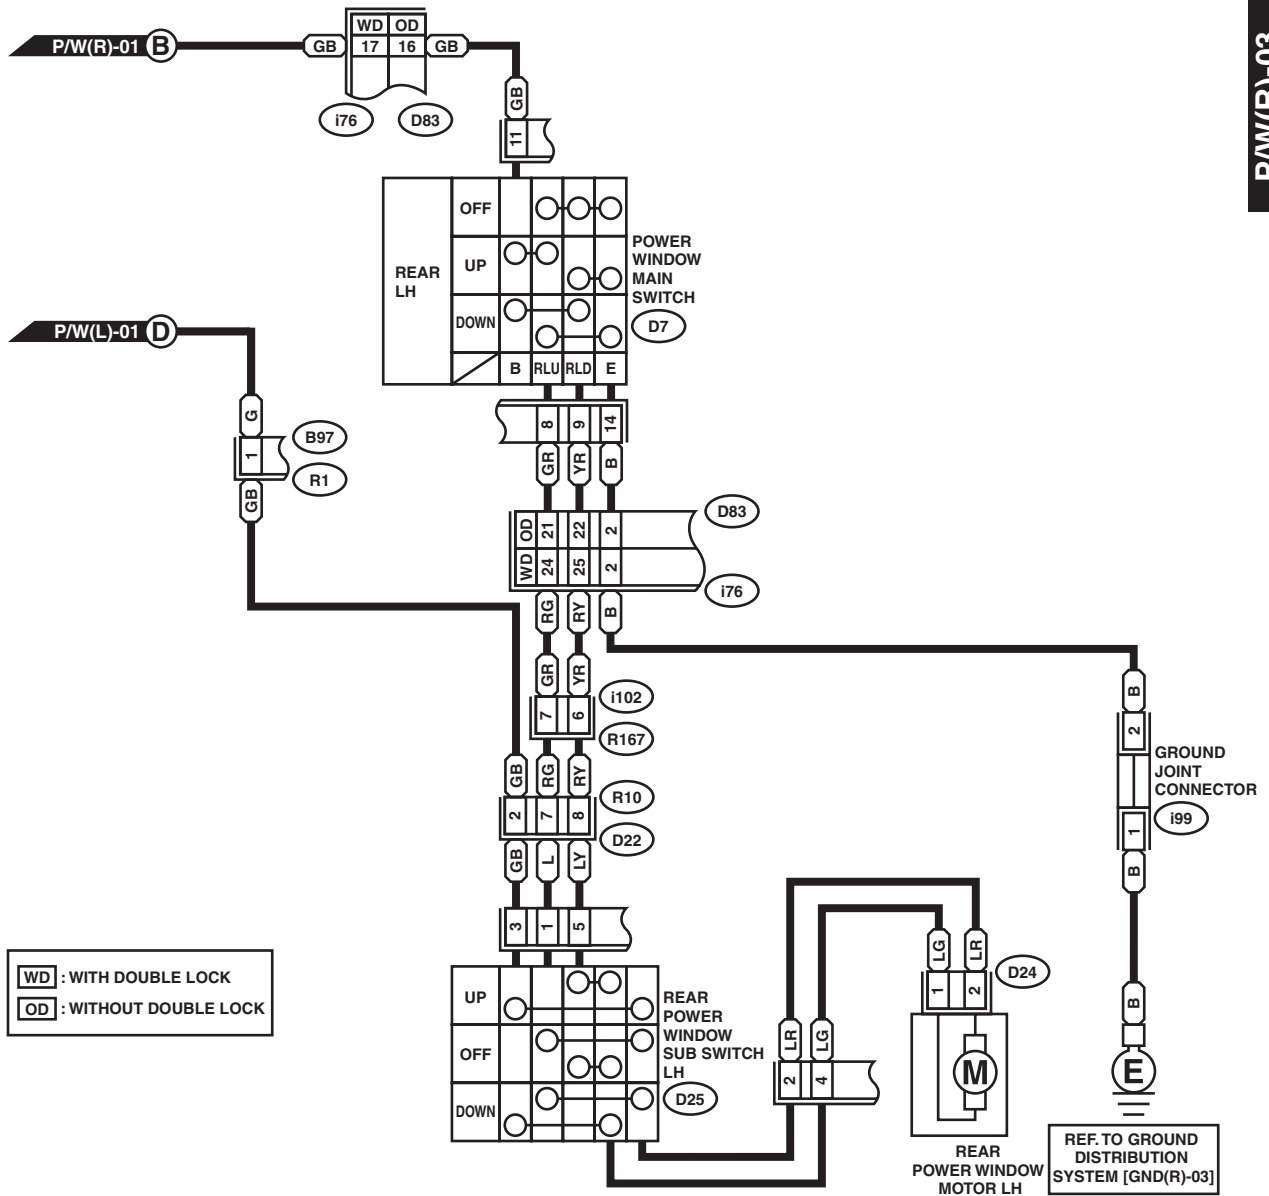 P/W(R)-01 B
GB
WD OD
17 16
GB
i76
D83
GB
11
P/W(R)-03
REAR
LH
OFF
UP
DOWN
B RLU RLD E
POWER
WINDOW
MAIN
SWITCH
D7
P/W(L)-01 D
G
1
GB
B97
R1
8 9 14
GR YR B
OD 21 22 2
WD 24 25 2
D83
i76
RG RY B
GR YR
7 6
i102
R167
GB RG RY
2 7 8
R10
D22
GB L LY
3 1 5
UP
OFF
DOWN
REAR
POWER
WINDOW
SUB SWITCH
LH
D25
LR LG
2 4
LG LR
1 2
D24
M
REAR
POWER WINDOW
MOTOR LH
B
2
GROUND
JOINT
CONNECTOR
i99
1
B
B
E
REF. TO GROUND
DISTRIBUTION
SYSTEM [GND(R)-03]
WD : WITH DOUBLE LOCK
OD : WITHOUT DOUBLE LOCK